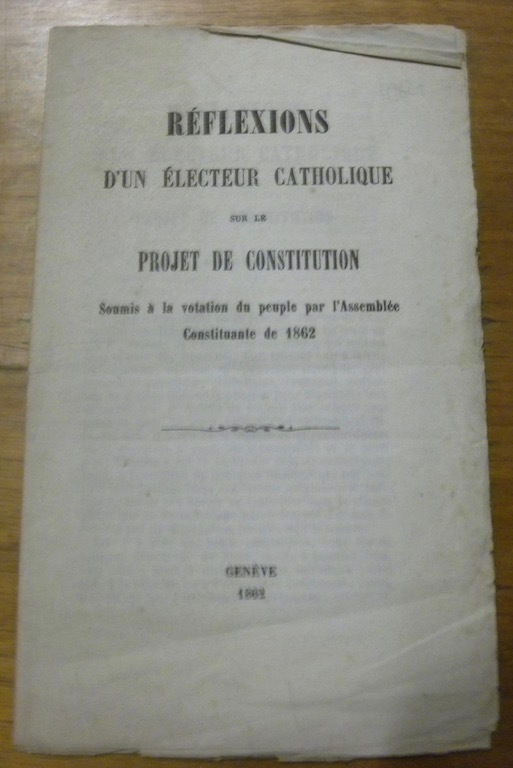 RÉFLEXIONS
D'UN ÉLECTEUR CATHOLIQUE
SUR LE
PROJET DE CONSTITUTION
Soumis à la votation du peuple par l'Assemblée
Constituante de 1862
GENÈVE
1862